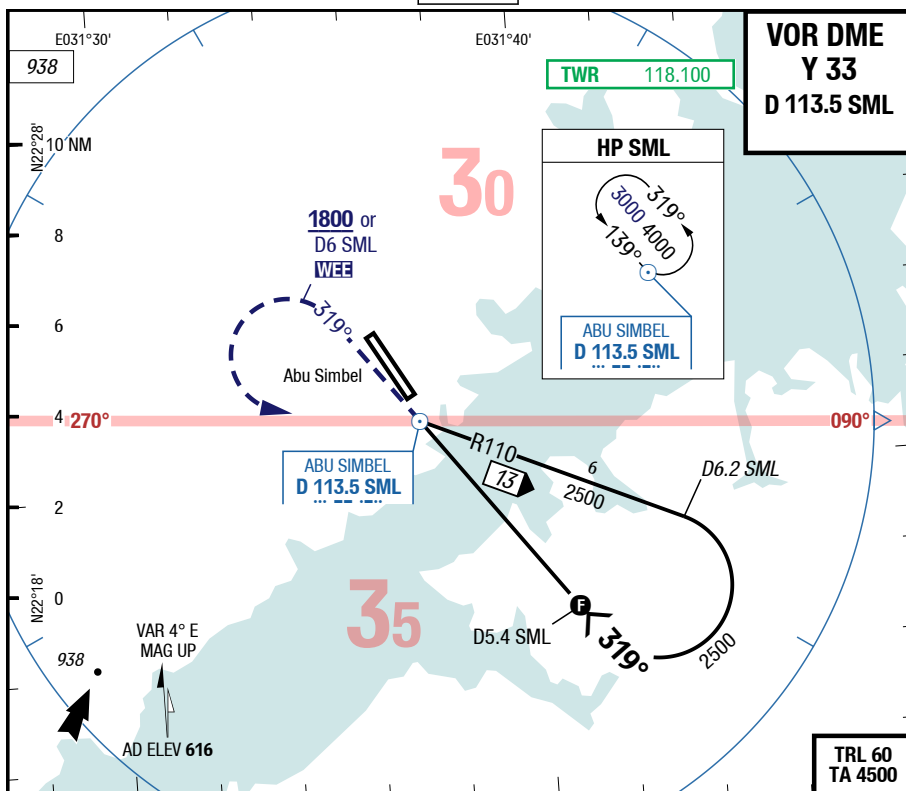 E031°30'
E031°40'
VOR DME
Y 33
D 113.5 SML
938
TWR 118.100
N22°28'
10 NM
HP SML
30
319°
3000 4000
139°
1800 or
D6 SML
WEE
8
319°
6
ABU SIMBEL
D 113.5 SML
Abu Simbel
4
270°
090°
R110
6
D6.2 SML
ABU SIMBEL
D 113.5 SML
13
2500
2
N22°18'
0
35
F
D5.4 SML
319°
2500
VAR 4° E
MAG UP
938
AD ELEV 616
TRL 60
TA 4500